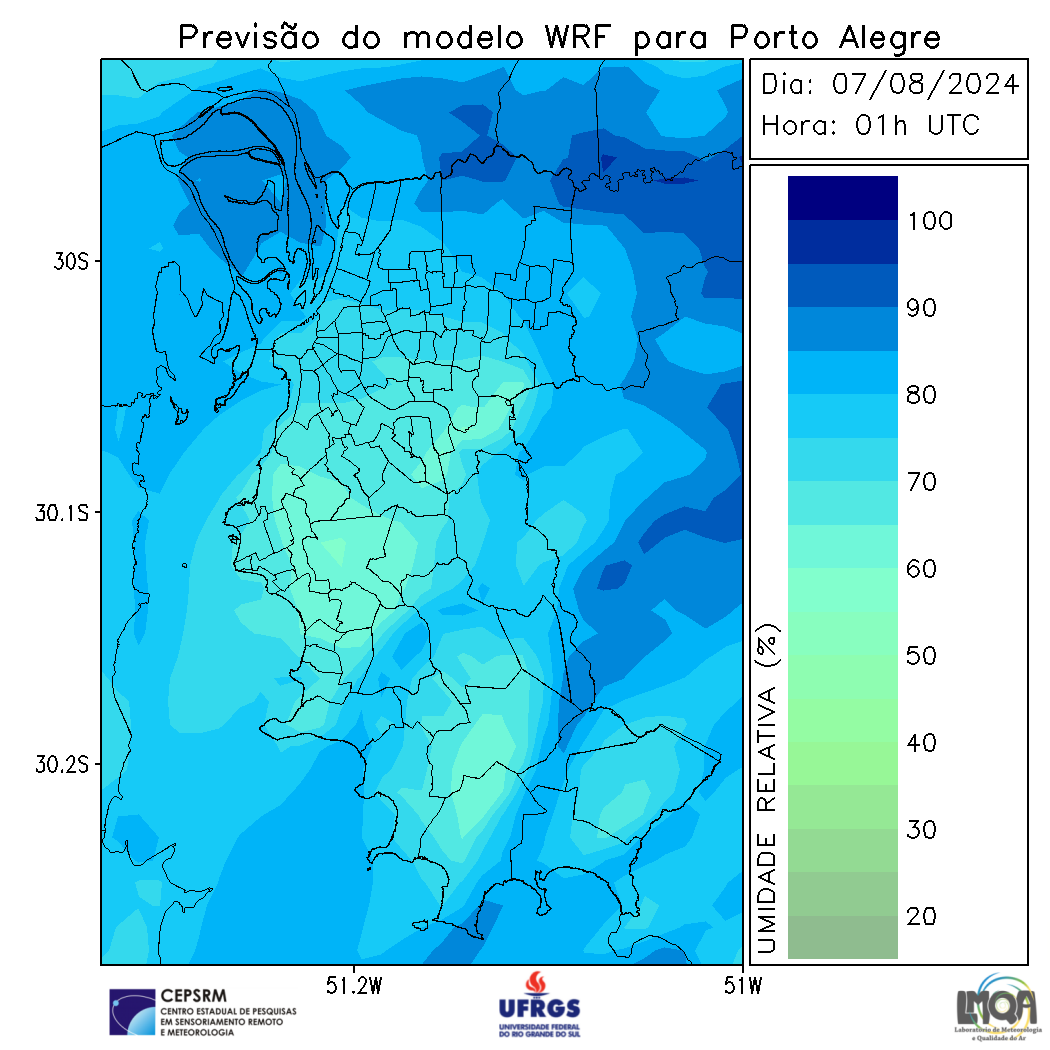 Previsão do modelo WRF para Porto Alegre
Dia: 07/08/2024
Hora: 01h UTC
30S
30.1S
30.2S
51.2W
51W
100
90
80
70
60
50
40
30
20
UMIDADE RELATIVA (%)
CEPSRM
CENTRO ESTADUAL DE PESQUISAS
EM SENSORIAMENTO REMOTO
E METEOROLOGIA
UFRGS
UNIVERSIDADE FEDERAL
DO RIO GRANDE DO SUL
LMQA
Laboratório de Meteorologia
e Qualidade do Ar